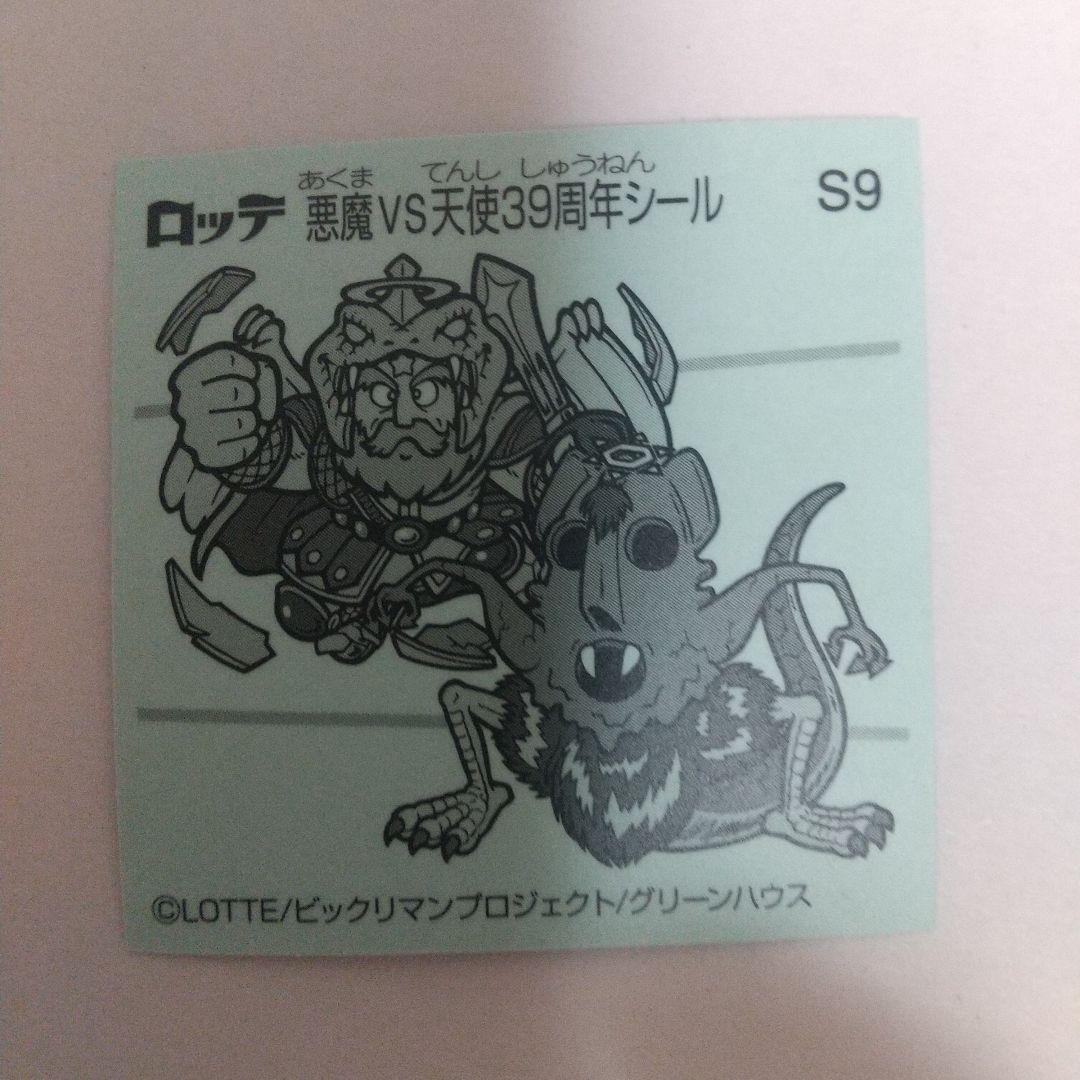 あくま てんし しゅうねん
ロッテ 悪魔VS天使39周年シール S9
©LOTTE/ビックリマンプロジェクト/グリーンハウス